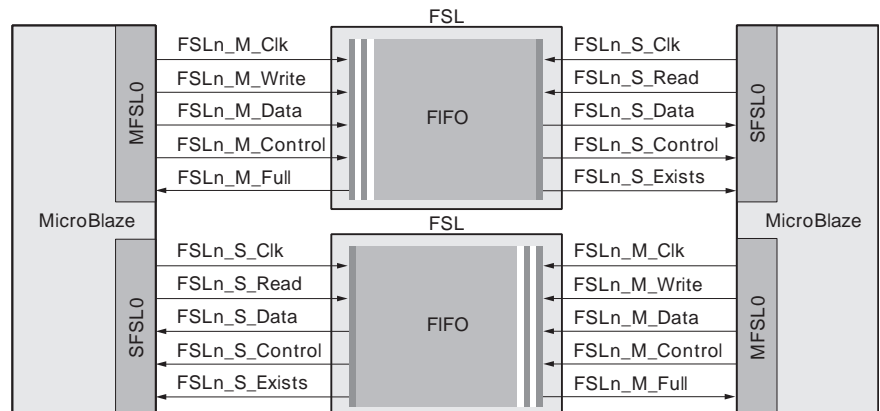 FSL
FSLn_M_Clk
FSLn_M_Write
FSLn_M_Data
FSLn_M_Control
FSLn_M_Full
MFSL0
FIFO
FSLn_S_Clk
FSLn_S_Read
FSLn_S_Data
FSLn_S_Control
FSLn_S_Exists
SFSL0
MicroBlaze
FSL
MicroBlaze
FSLn_S_Clk
FSLn_S_Read
FSLn_S_Data
FSLn_S_Control
FSLn_S_Exists
SFSL0
FIFO
FSLn_M_Clk
FSLn_M_Write
FSLn_M_Data
FSLn_M_Control
FSLn_M_Full
MFSL0